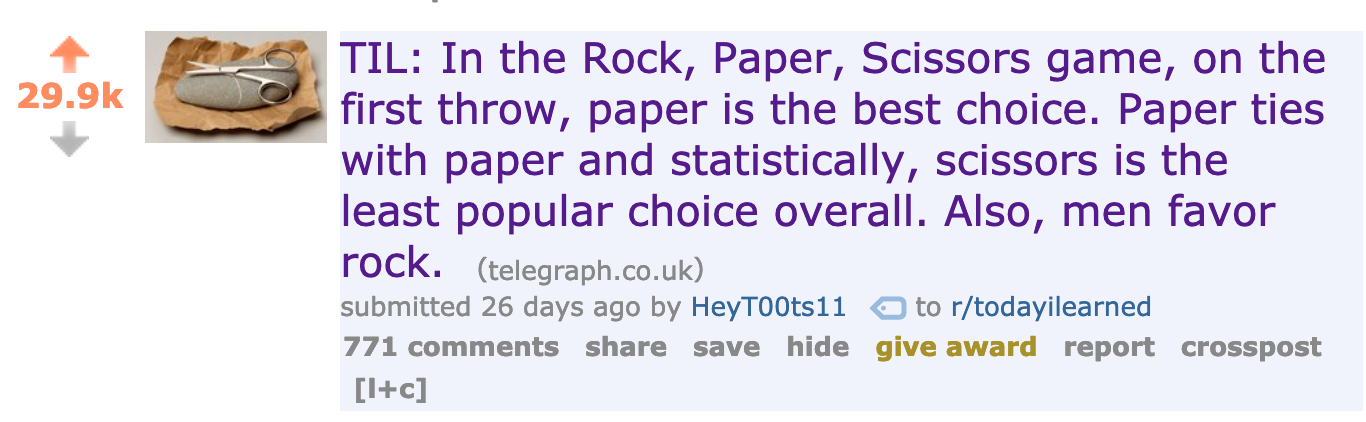 29.9k
TIL: In the Rock, Paper, Scissors game, on the
first throw, paper is the best choice. Paper ties
with paper and statistically, scissors is the
least popular choice overall. Also, men favor
rock. (telegraph.co.uk)
submitted 26 days ago by HeyT00ts11 to r/todayilearned
771 comments share save hide give award report crosspost
[l+c]